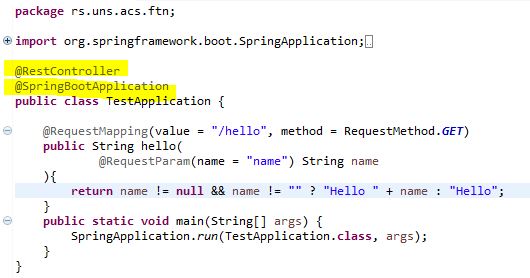 package rs.uns.acs.ftn;
import org.springframework.boot.SpringApplication;
@RestController
@SpringBootApplication
public class TestApplication {
@RequestMapping(value = "/hello", method = RequestMethod.GET)
public String hello(
@RequestParam(name = "name") String name
){
return name != null && name != "" ? "Hello " + name : "Hello";
}
public static void main(String[] args) {
SpringApplication.run(TestApplication.class, args);
}
}